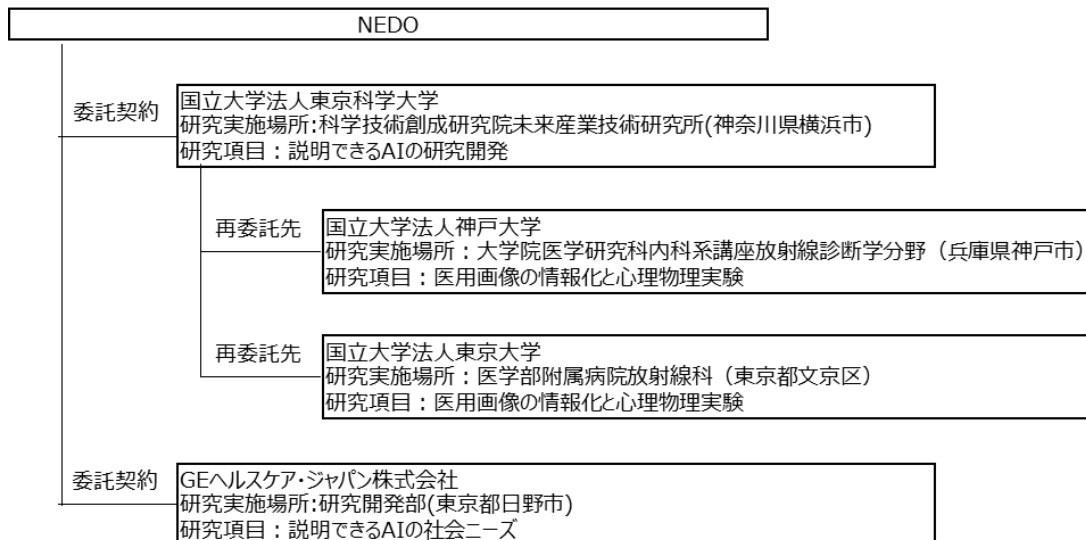 NEDO
委託契約
国立大学法人東京科学大学
研究実施場所:科学技術創成研究院未来産業技術研究所(神奈川県横浜市)
研究項目：説明できるAIの研究開発
再委託先
国立大学法人神戸大学
研究実施場所：大学院医学研究科内科系講座放射線診断学分野（兵庫県神戸市）
研究項目：医用画像の情報化と心理物理実験
再委託先
国立大学法人東京大学
研究実施場所：医学部附属病院放射線科（東京都文京区）
研究項目：医用画像の情報化と心理物理実験
委託契約
GEヘルスケア・ジャパン株式会社
研究実施場所:研究開発部(東京都日野市)
研究項目：説明できるAIの社会ニーズ